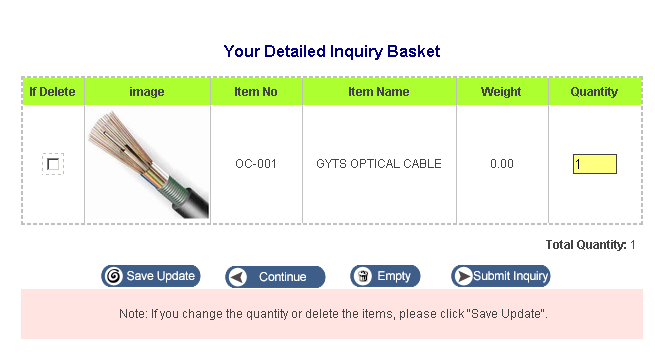 Your Detailed Inquiry Basket
If Delete image Item No Item Name Weight Quantity
OC-001 GYTS OPTICAL CABLE 0.00 1
Total Quantity: 1
Save Update Continue Empty Submit Inquiry
Note: If you change the quantity or delete the items, please click "Save Update".